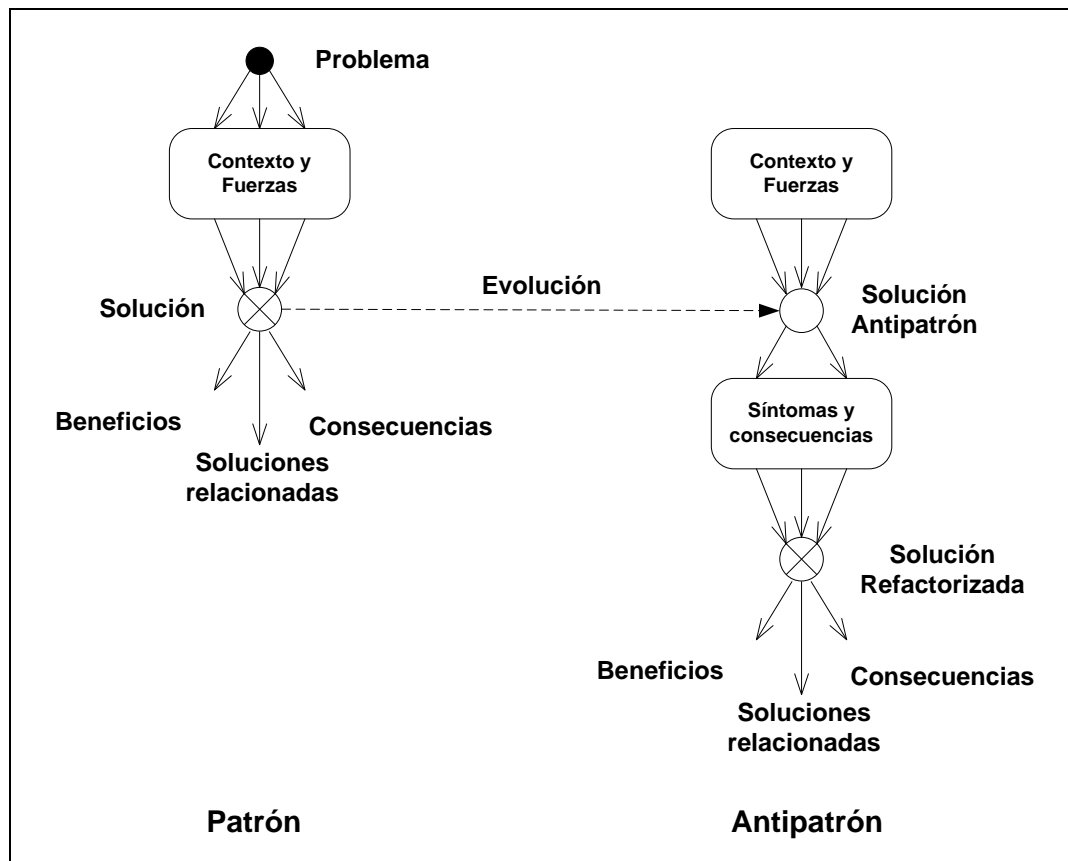 Problema
Contexto y
Fuerzas
Solución
Beneficios
Consecuencias
Soluciones
relacionadas
Evolución
Contexto y
Fuerzas
Solución
Antipatrón
Síntomas y
consecuencias
Solución
Refactorizada
Beneficios
Consecuencias
Soluciones
relacionadas
Patrón
Antipatrón